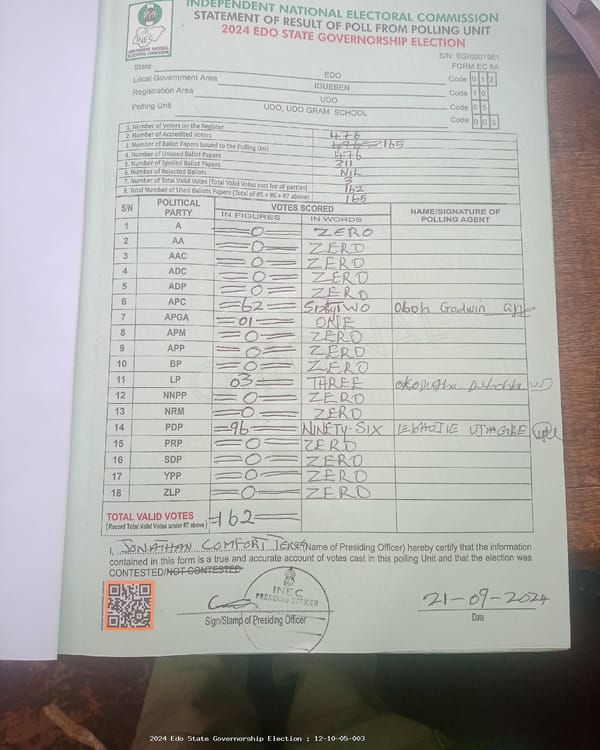 INDEPENDENT NATIONAL ELECTORAL COMMISSION
STATEMENT OF RESULT OF POLL FROM POLLING UNIT
2024 EDO STATE GOVERNORSHIP ELECTION
INEC
INDEPENDENT NATIONAL ELECTORAL COMMISSION
S/N: EG/0001961
FORM EC 8A
State EDO Code 0 1 2
Local Government Area IGUEBEN Code 1 0
Registration Area UDO Code 0 5
Polling Unit UDO, UDO GRAM. SCHOOL Code 0 0 3
1. Number of Voters on the Register 476
2. Number of Accredited Voters 165
3. Number of Ballot Papers Issued to the Polling Unit 476
4. Number of Unused Ballot Papers 311
5. Number of Spoiled Ballot Papers NIL
6. Number of Rejected Ballots 3
7. Number of Total Valid Votes (Total Valid Votes cast for all parties) 162
8. Total Number of Used Ballots Papers (Total of #5 + #6 + #7 above) 165
S/N POLITICAL PARTY VOTES SCORED NAME/SIGNATURE OF POLLING AGENT
IN FIGURES IN WORDS
1 A 0 ZERO
2 AA 0 ZERO
3 AAC 0 ZERO
4 ADC 0 ZERO
5 ADP 0 ZERO
6 APC 62 SIXTYTWO Oboh Godwin
7 APGA 01 ONE
8 APM 0 ZERO
9 APP 0 ZERO
10 BP 0 ZERO
11 LP 03 THREE
12 NNPP 0 ZERO
13 NRM 0 ZERO
14 PDP 96 NINETY-SIX
15 PRP 0 ZERO
16 SDP 0 ZERO
17 YPP 0 ZERO
18 ZLP 0 ZERO
TOTAL VALID VOTES 162
(Record Total Valid Votes under #7 above)
I, JONATHAN COMFORT (Name of Presiding Officer) hereby certify that the information
contained in this form is a true and accurate account of votes cast in this polling Unit and that the election was
CONTESTED/NOT CONTESTED
INEC
PRESIDING OFFICER
21-09-2024
Sign/Stamp of Presiding Officer Date
2024 Edo State Governorship Election : 12-10-05-003